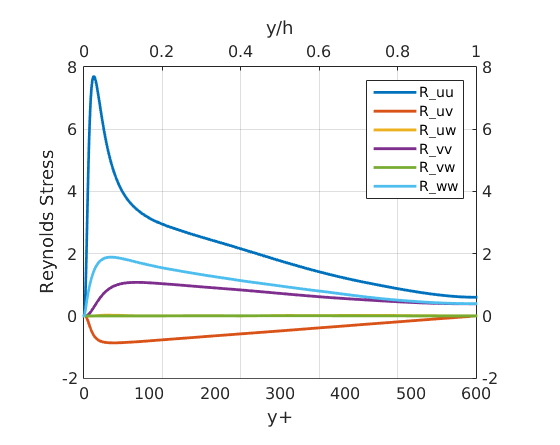 y/h
0 0.2 0.4 0.6 0.8 1
8 8
6 6
4 4
2 2
0 0
-2 -2
Reynolds Stress
R_uu
R_uv
R_uw
R_vv
R_vw
R_ww
0 100 200 300 400 500 600
y+